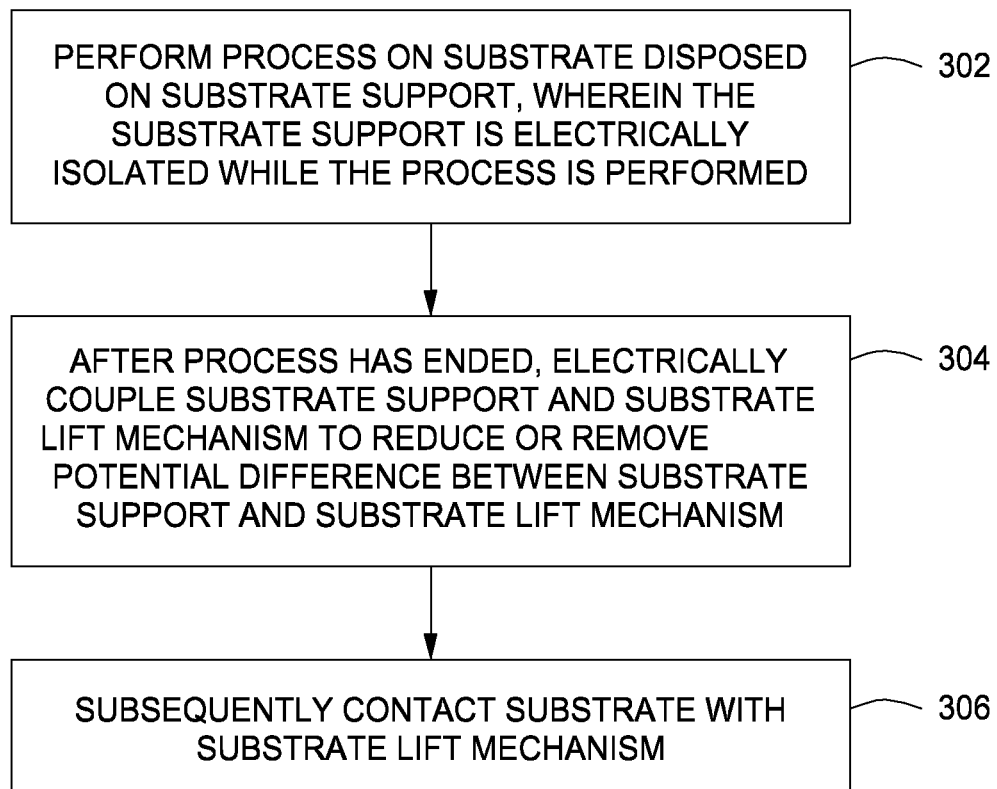 PERFORM PROCESS ON SUBSTRATE DISPOSED
ON SUBSTRATE SUPPORT, WHEREIN THE
SUBSTRATE SUPPORT IS ELECTRICALLY
ISOLATED WHILE THE PROCESS IS PERFORMED
302
AFTER PROCESS HAS ENDED, ELECTRICALLY
COUPLE SUBSTRATE SUPPORT AND SUBSTRATE
LIFT MECHANISM TO REDUCE OR REMOVE
POTENTIAL DIFFERENCE BETWEEN SUBSTRATE
SUPPORT AND SUBSTRATE LIFT MECHANISM
304
SUBSEQUENTLY CONTACT SUBSTRATE WITH
SUBSTRATE LIFT MECHANISM
306